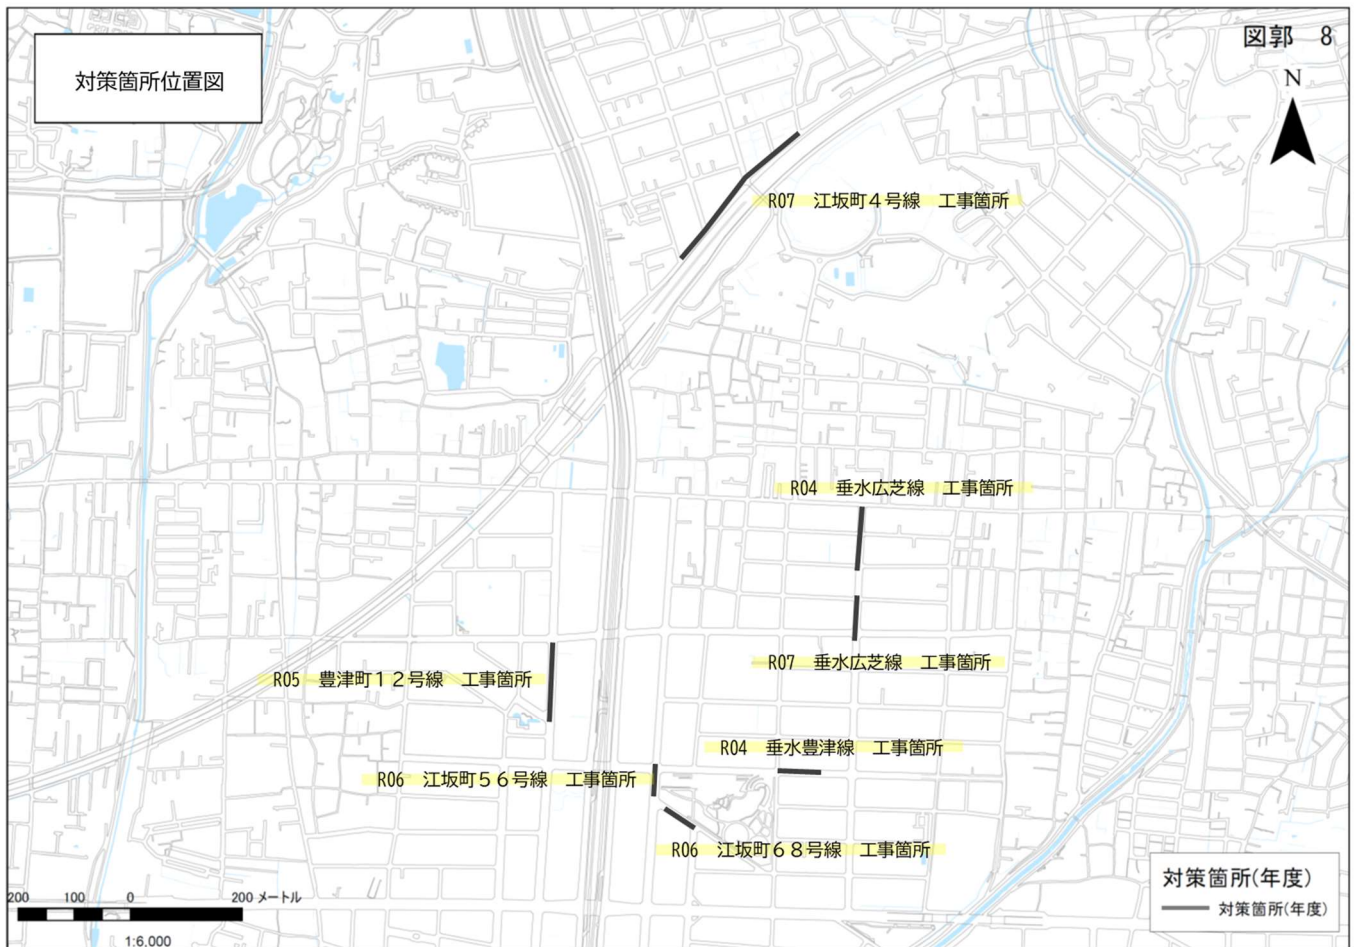 図郭　8
対策箇所位置図
N
R07　江坂町４号線　工事箇所
R04　垂水広芝線　工事箇所
R07　垂水広芝線　工事箇所
R05　豊津町１２号線　工事箇所
R04　垂水豊津線　工事箇所
R06　江坂町５６号線　工事箇所
R06　江坂町６８号線　工事箇所
対策箇所(年度)
対策箇所(年度)
200 100 0 200 メートル
1:6,000